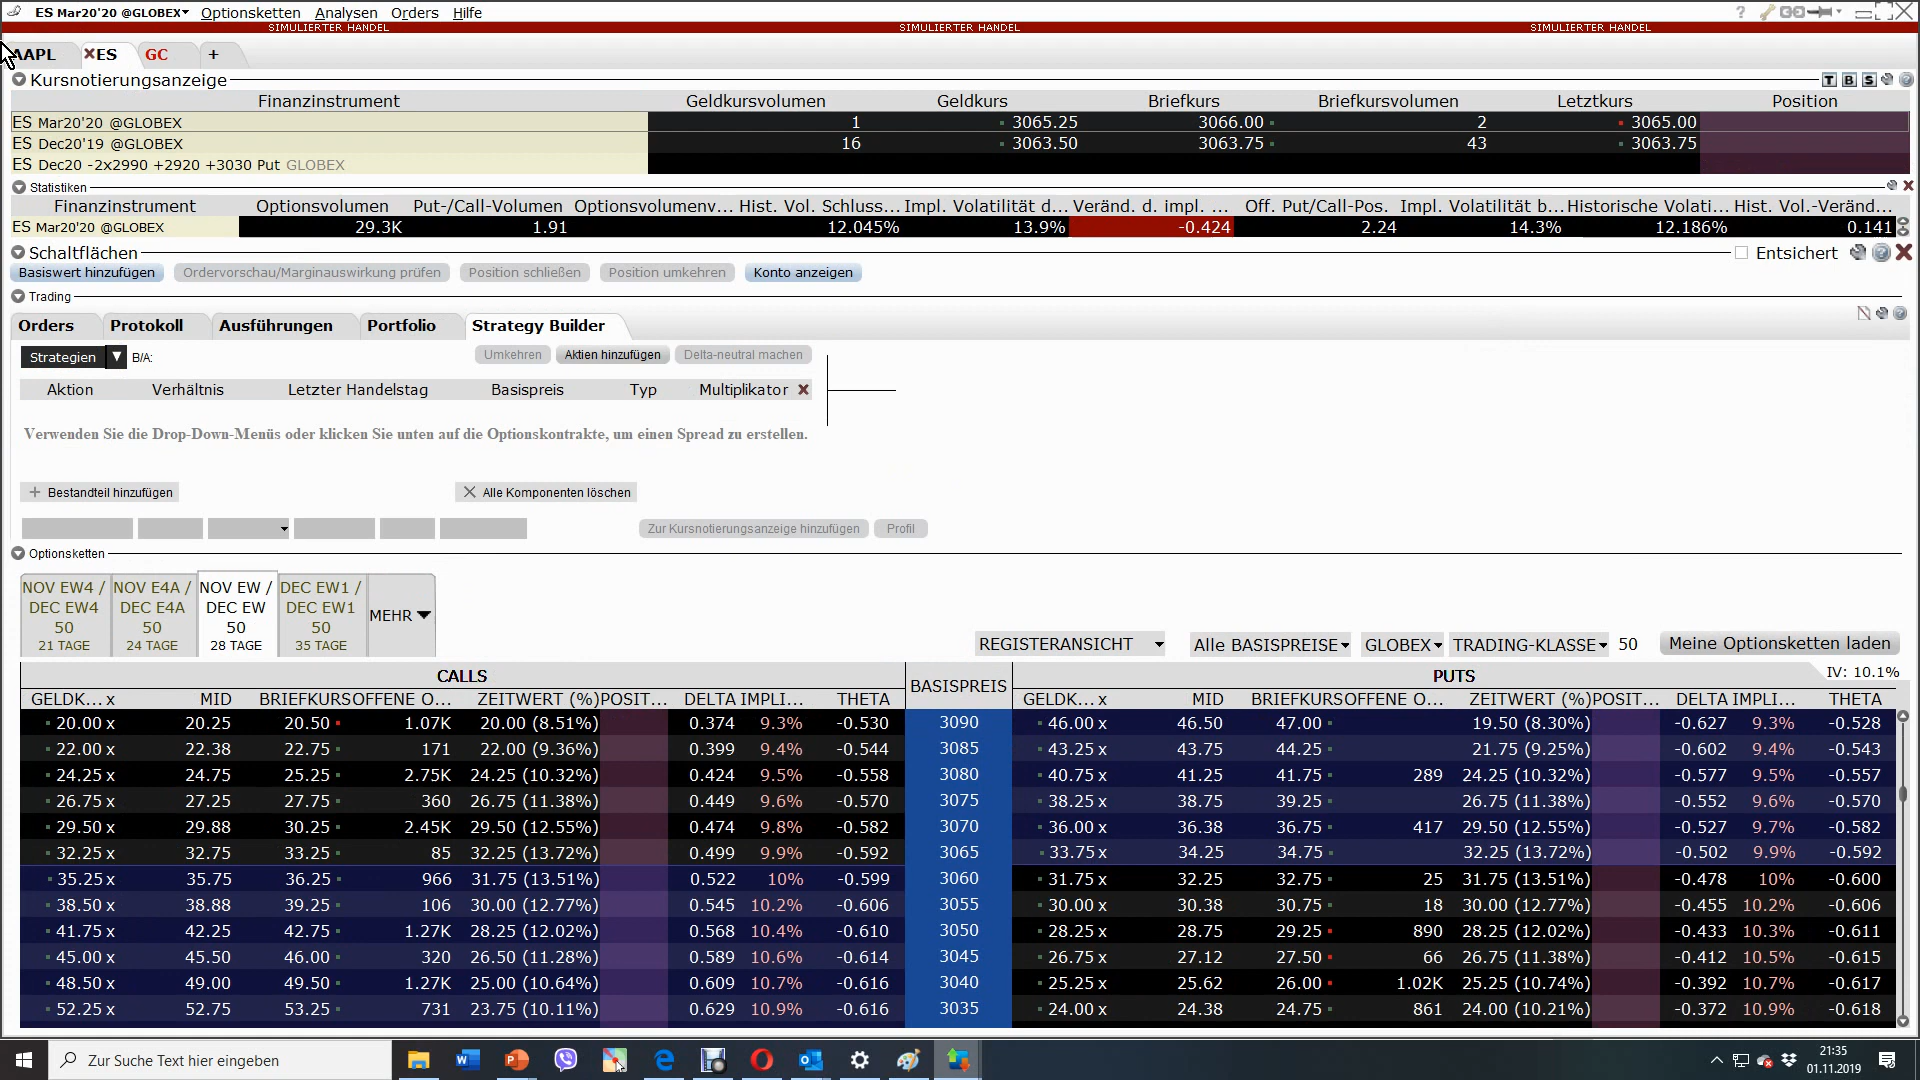 ES Mar20'20 @GLOBEX Optionsketten Analysen Orders Hilfe
SIMULIERTER HANDEL SIMULIERTER HANDEL SIMULIERTER HANDEL
AAPL ES GC +
Kursnotierungsanzeige T B S
Finanzinstrument Geldkursvolumen Geldkurs Briefkurs Briefkursvolumen Letztkurs Position
ES Mar20'20 @GLOBEX 1 3065.25 3066.00 2 3065.00
ES Dec20'19 @GLOBEX 16 3063.50 3063.75 43 3063.75
ES Dec20 -2x2990 +2920 +3030 Put GLOBEX
Statistiken
Finanzinstrument Optionsvolumen Put-/Call-Volumen Optionsvolumenv... Hist. Vol. Schluss... Impl. Volatilität d... Veränd. d. impl. ... Off. Put/Call-Pos. Impl. Volatilität b... Historische Volati... Hist. Vol.-Veränd...
ES Mar20'20 @GLOBEX 29.3K 1.91 12.045% 13.9% -0.424 2.24 14.3% 12.186% 0.141
Schaltflächen Entsichert
Basiswert hinzufügen Ordervorschau/Marginauswirkung prüfen Position schließen Position umkehren Konto anzeigen
Trading
Orders Protokoll Ausführungen Portfolio Strategy Builder
Strategien B/A: Umkehren Aktien hinzufügen Delta-neutral machen
Aktion Verhältnis Letzter Handelstag Basispreis Typ Multiplikator
Verwenden Sie die Drop-Down-Menüs oder klicken Sie unten auf die Optionskontrakte, um einen Spread zu erstellen.
+ Bestandteil hinzufügen Alle Komponenten löschen
Zur Kursnotierungsanzeige hinzufügen Profil
Optionsketten
NOV EW4 / NOV E4A / NOV EW / DEC EW1 /
DEC EW4 DEC E4A DEC EW DEC EW1 MEHR
50 50 50 50
21 TAGE 24 TAGE 28 TAGE 35 TAGE
REGISTERANSICHT Alle BASISPREISE GLOBEX TRADING-KLASSE 50 Meine Optionsketten laden
CALLS BASISPREIS PUTS IV: 10.1%
GELDK... x MID BRIEFKURS OFFENE O... ZEITWERT (%) POSIT... DELTA IMPLI... THETA GELDK... x MID BRIEFKURS OFFENE O... ZEITWERT (%) POSIT... DELTA IMPLI... THETA
20.00 x 20.25 20.50 1.07K 20.00 (8.51%) 0.374 9.3% -0.530 3090 46.00 x 46.50 47.00 19.50 (8.30%) -0.627 9.3% -0.528
22.00 x 22.38 22.75 171 22.00 (9.36%) 0.399 9.4% -0.544 3085 43.25 x 43.75 44.25 21.75 (9.25%) -0.602 9.4% -0.543
24.25 x 24.75 25.25 2.75K 24.25 (10.32%) 0.424 9.5% -0.558 3080 40.75 x 41.25 41.75 289 24.25 (10.32%) -0.577 9.5% -0.557
26.75 x 27.25 27.75 360 26.75 (11.38%) 0.449 9.6% -0.570 3075 38.25 x 38.75 39.25 26.75 (11.38%) -0.552 9.6% -0.570
29.50 x 29.88 30.25 2.45K 29.50 (12.55%) 0.474 9.8% -0.582 3070 36.00 x 36.38 36.75 417 29.50 (12.55%) -0.527 9.7% -0.582
32.25 x 32.75 33.25 85 32.25 (13.72%) 0.499 9.9% -0.592 3065 33.75 x 34.25 34.75 32.25 (13.72%) -0.502 9.9% -0.592
35.25 x 35.75 36.25 966 31.75 (13.51%) 0.522 10% -0.599 3060 31.75 x 32.25 32.75 25 31.75 (13.51%) -0.478 10% -0.600
38.50 x 38.88 39.25 106 30.00 (12.77%) 0.545 10.2% -0.606 3055 30.00 x 30.38 30.75 18 30.00 (12.77%) -0.455 10.2% -0.606
41.75 x 42.25 42.75 1.27K 28.25 (12.02%) 0.568 10.4% -0.610 3050 28.25 x 28.75 29.25 890 28.25 (12.02%) -0.433 10.3% -0.611
45.00 x 45.50 46.00 320 26.50 (11.28%) 0.589 10.6% -0.614 3045 26.75 x 27.12 27.50 66 26.75 (11.38%) -0.412 10.5% -0.615
48.50 x 49.00 49.50 1.27K 25.00 (10.64%) 0.609 10.7% -0.616 3040 25.25 x 25.62 26.00 1.02K 25.25 (10.74%) -0.392 10.7% -0.617
52.25 x 52.75 53.25 731 23.75 (10.11%) 0.629 10.9% -0.616 3035 24.00 x 24.38 24.75 861 24.00 (10.21%) -0.372 10.9% -0.618
Zur Suche Text hier eingeben 21:35
01.11.2019